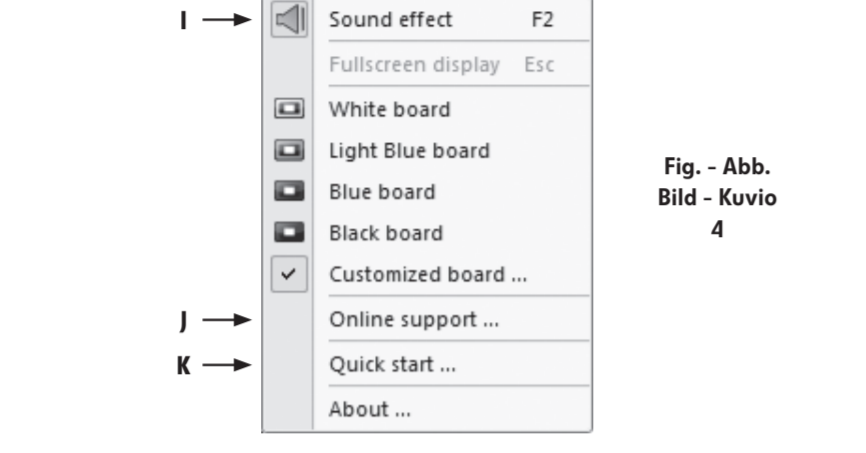 I Sound effect F2
Fullscreen display Esc
White board
Light Blue board
Blue board
Black board
Customized board ...
J Online support ...
K Quick start ...
About ...
Fig. - Abb.
Bild - Kuvio
4